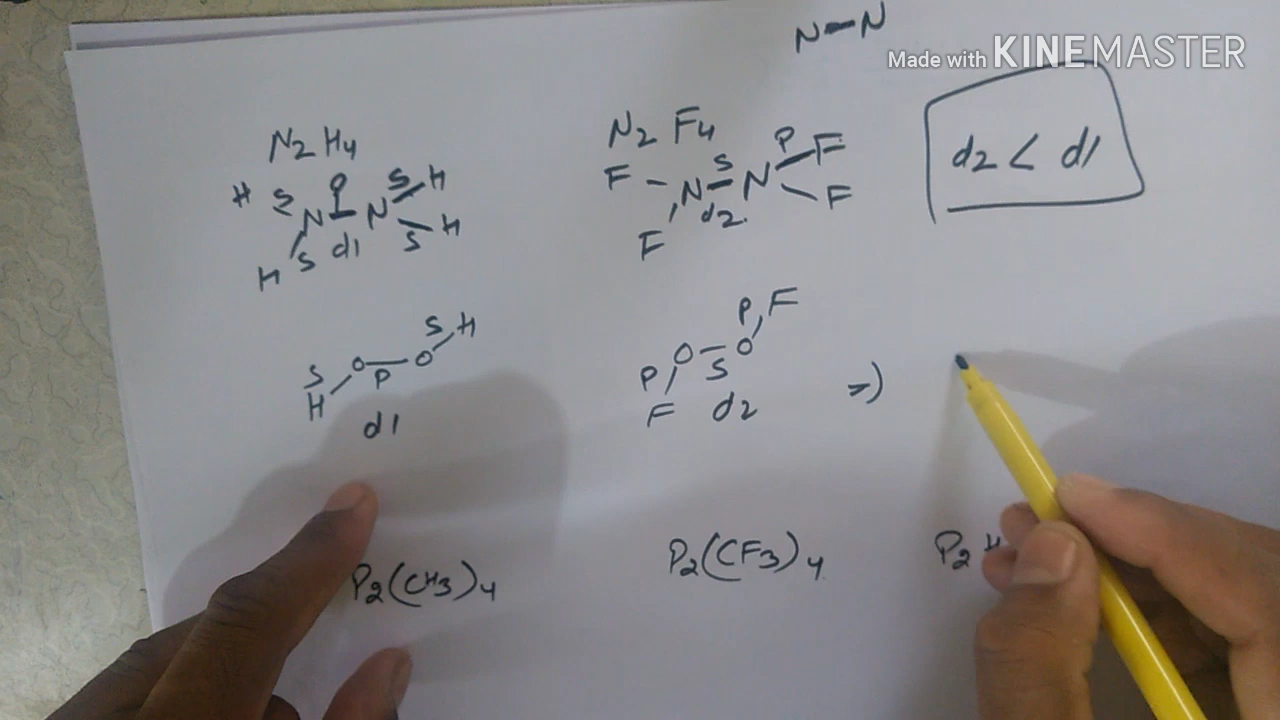 N-N
Made with KINEMASTER
N2 H4
N2 F4
d2 < d1
H S N P N S H
S H
H S d1
F - N S N P F
F d2. F
S H
O P O
S H
d1
P F
O S O
P F d2
=)
P2(CH3)4
P2(CF3)4
P2 H